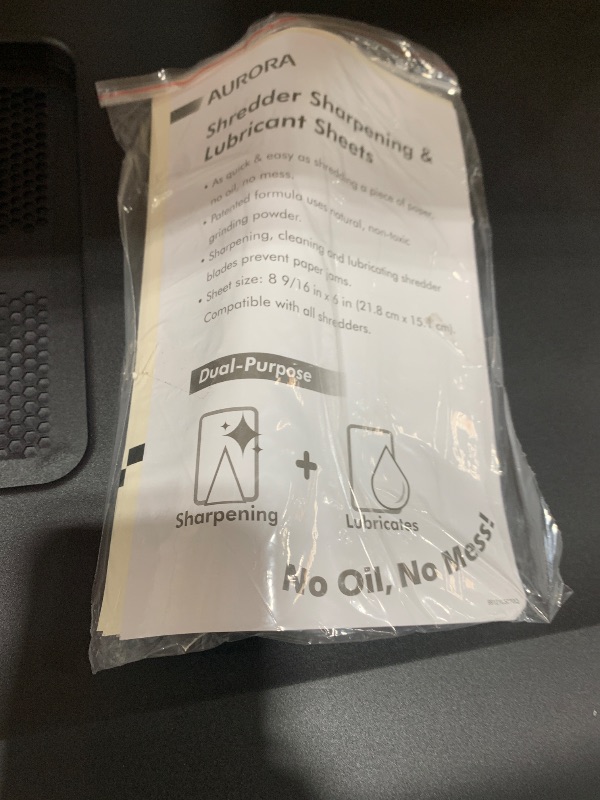 AURORA
Shredder Sharpening &
Lubricant Sheets
• As quick & easy as shredding a piece of paper,
no oil, no mess.
• Patented formula uses natural, non-toxic
grinding powder.
• Sharpening, cleaning and lubricating shredder
blades prevent paper jams.
• Sheet size: 8 9/16 in x 6 in (21.8 cm x 15.2 cm)
Compatible with all shredders.
Dual-Purpose
+
Sharpening
Lubricates
No Oil, No Mess!